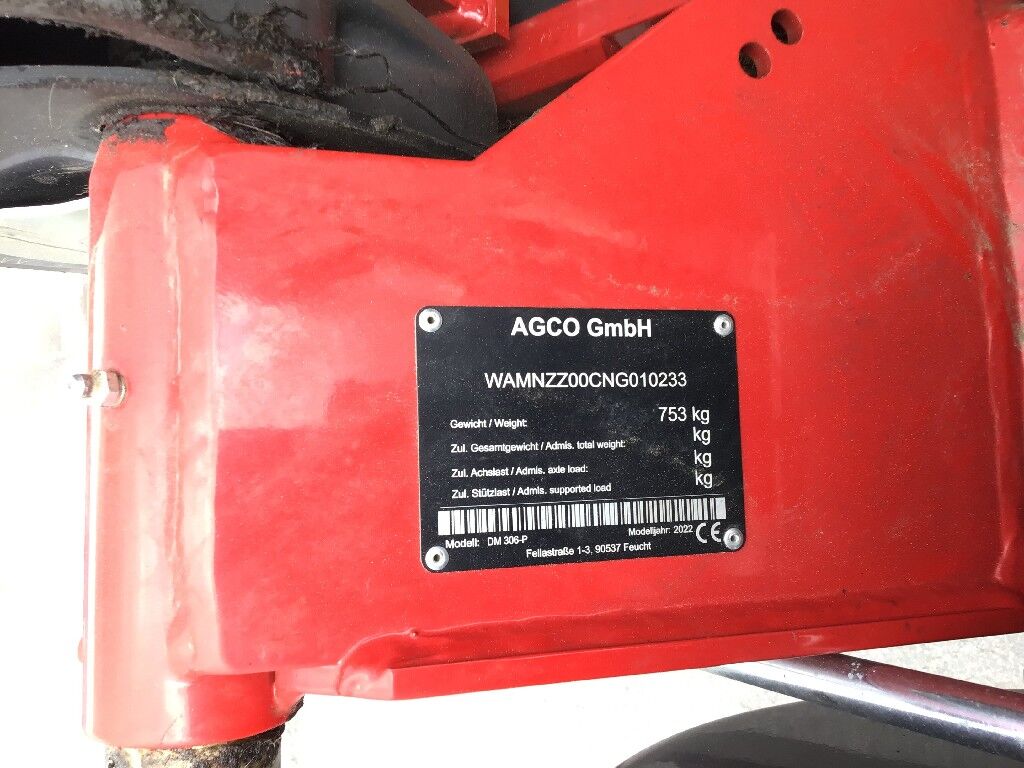 AGCO GmbH
WAMNZZ00CNG010233
Gewicht / Weight: 753 kg
Zul. Gesamtgewicht / Admis. total weight: kg
Zul. Achslast / Admis. axle load: kg
Zul. Stützlast / Admis. supported load kg
Modell: DM 306-P Modelljahr: 2022 CE
Fellastraße 1-3, 90537 Feucht